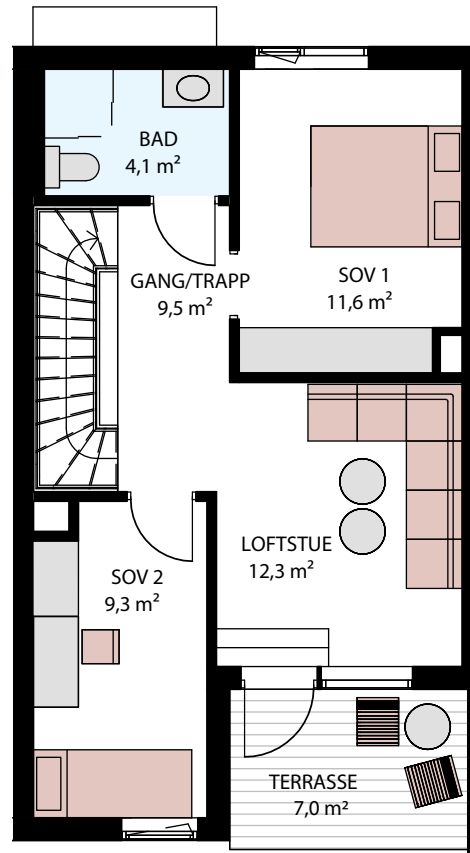 BAD
4,1 m²
GANG/TRAPP
9,5 m²
SOV 1
11,6 m²
LOFTSTUE
12,3 m²
SOV 2
9,3 m²
TERRASSE
7,0 m²